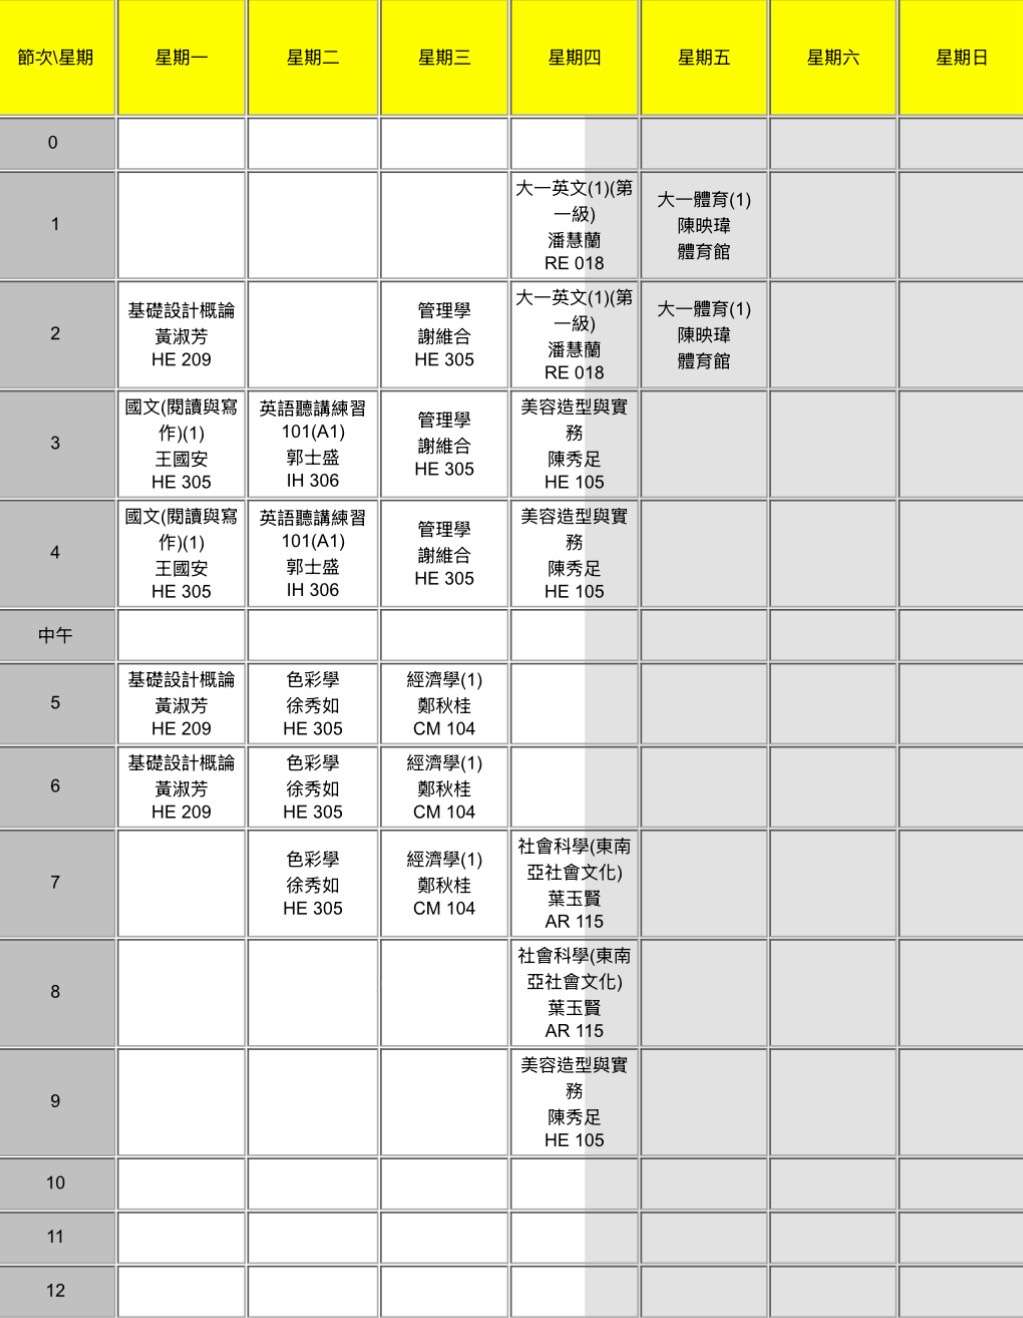 節次\星期 星期一 星期二 星期三 星期四 星期五 星期六 星期日
0
1
大一英文(1)(第
一級)
潘慧蘭
RE 018
大一體育(1)
陳映瑋
體育館
2
基礎設計概論
黃淑芳
HE 209
管理學
謝維合
HE 305
大一英文(1)(第
一級)
潘慧蘭
RE 018
大一體育(1)
陳映瑋
體育館
3
國文(閱讀與寫
作)(1)
王國安
HE 305
英語聽講練習
101(A1)
郭士盛
IH 306
管理學
謝維合
HE 305
美容造型與實
務
陳秀足
HE 105
4
國文(閱讀與寫
作)(1)
王國安
HE 305
英語聽講練習
101(A1)
郭士盛
IH 306
管理學
謝維合
HE 305
美容造型與實
務
陳秀足
HE 105
中午
5
基礎設計概論
黃淑芳
HE 209
色彩學
徐秀如
HE 305
經濟學(1)
鄭秋桂
CM 104
6
基礎設計概論
黃淑芳
HE 209
色彩學
徐秀如
HE 305
經濟學(1)
鄭秋桂
CM 104
7
色彩學
徐秀如
HE 305
經濟學(1)
鄭秋桂
CM 104
社會科學(東南
亞社會文化)
葉玉賢
AR 115
8
社會科學(東南
亞社會文化)
葉玉賢
AR 115
9
美容造型與實
務
陳秀足
HE 105
10
11
12